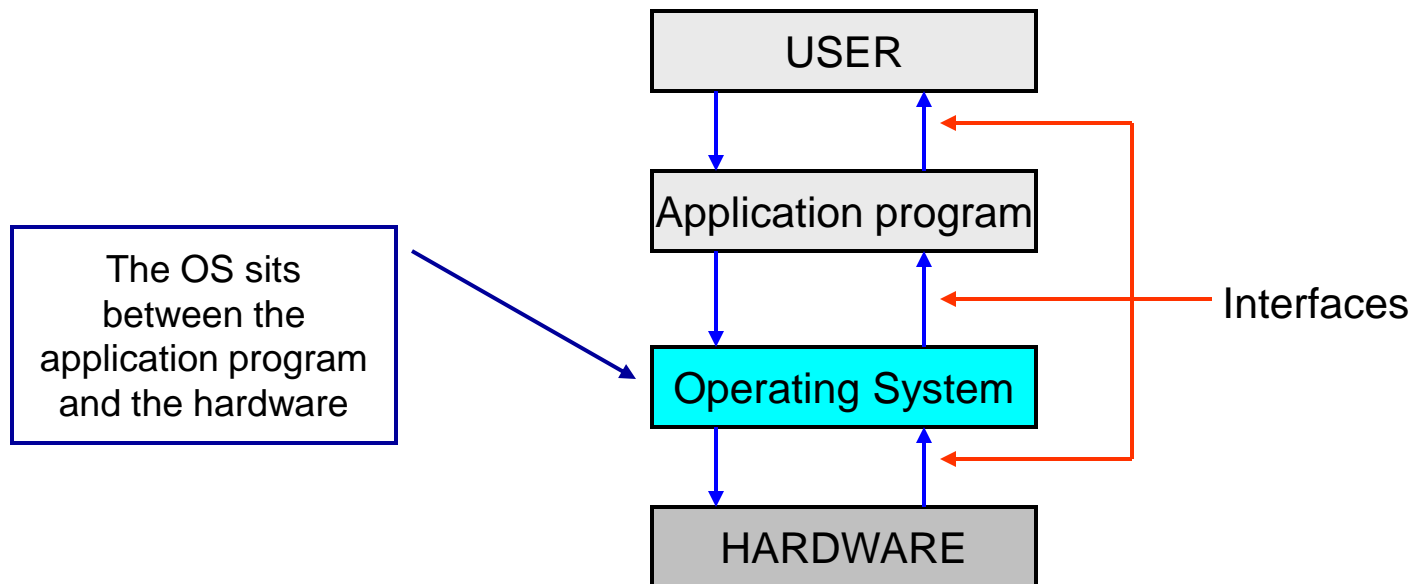 USER
Application program
The OS sits
between the
application program
and the hardware
Interfaces
Operating System
HARDWARE